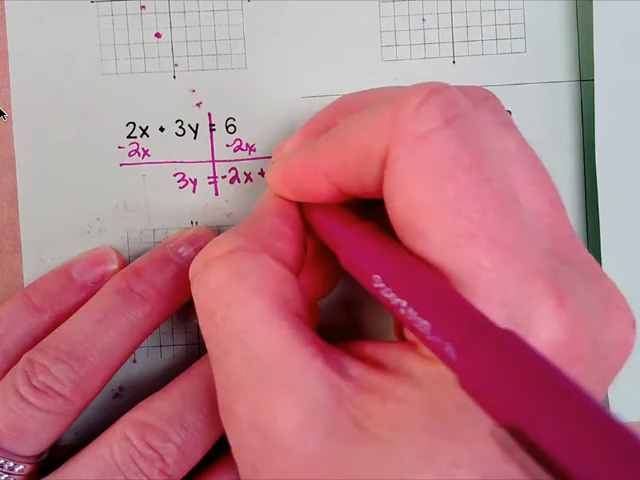 2x + 3y = 6
-2x -2x
3y = -2x +